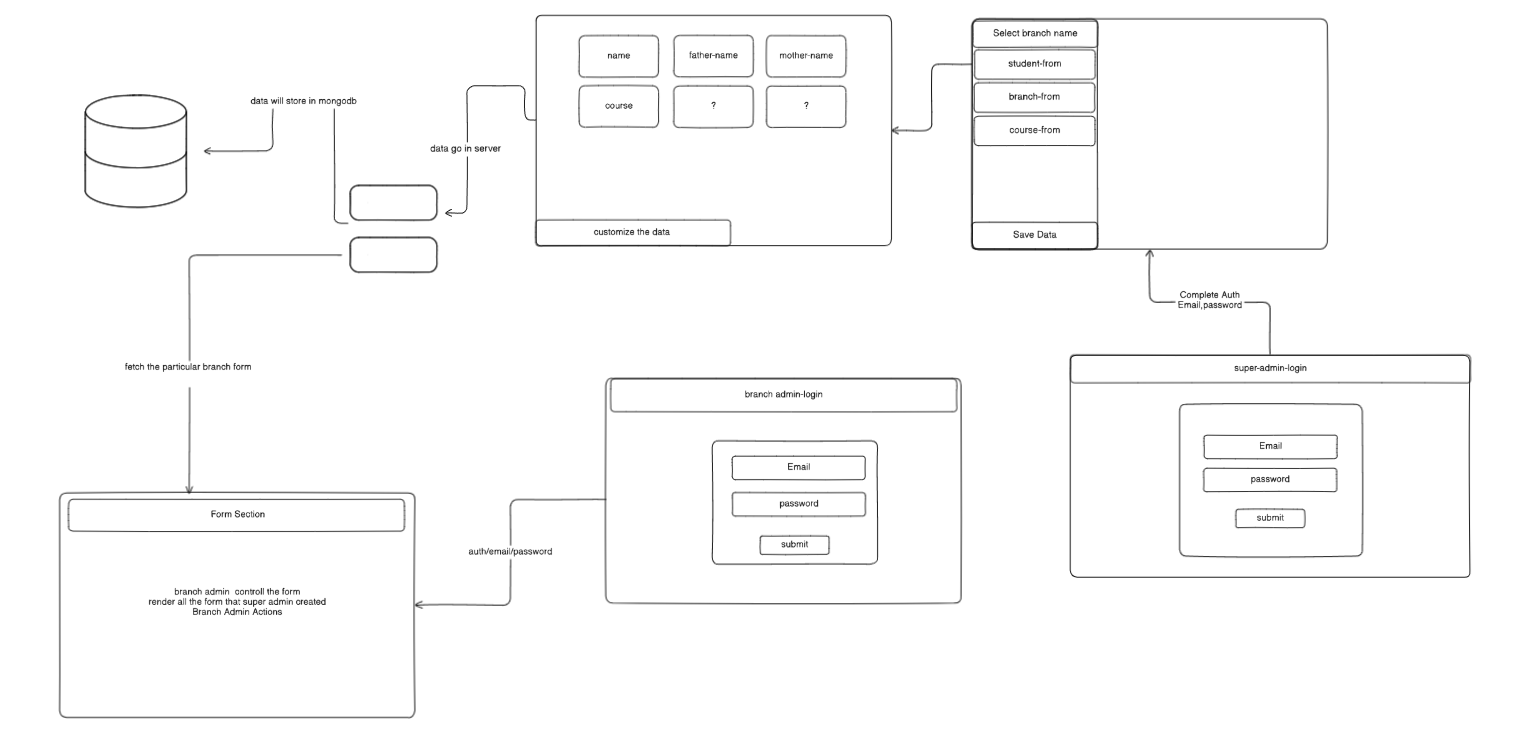 name
father-name
mother-name
course
?
?
customize the data
Select branch name
student-from
branch-from
course-from
Save Data
data will store in mongodb
data go in server
Complete Auth
Email,password
super-admin-login
Email
password
submit
fetch the particular branch form
branch admin-login
Email
password
submit
auth/email/password
Form Section
branch admin controll the form
render all the form that super admin created
Branch Admin Actions